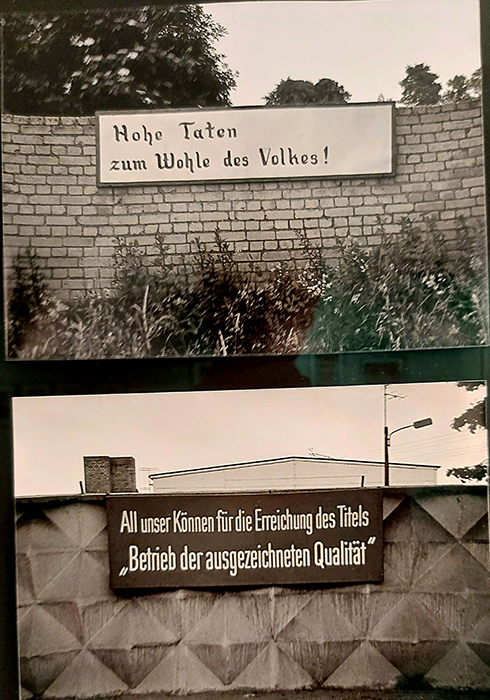 Hohe Taten
zum Wohle des Volkes!
All unser Können für die Erreichung des Titels
„Betrieb der ausgezeichneten Qualität"